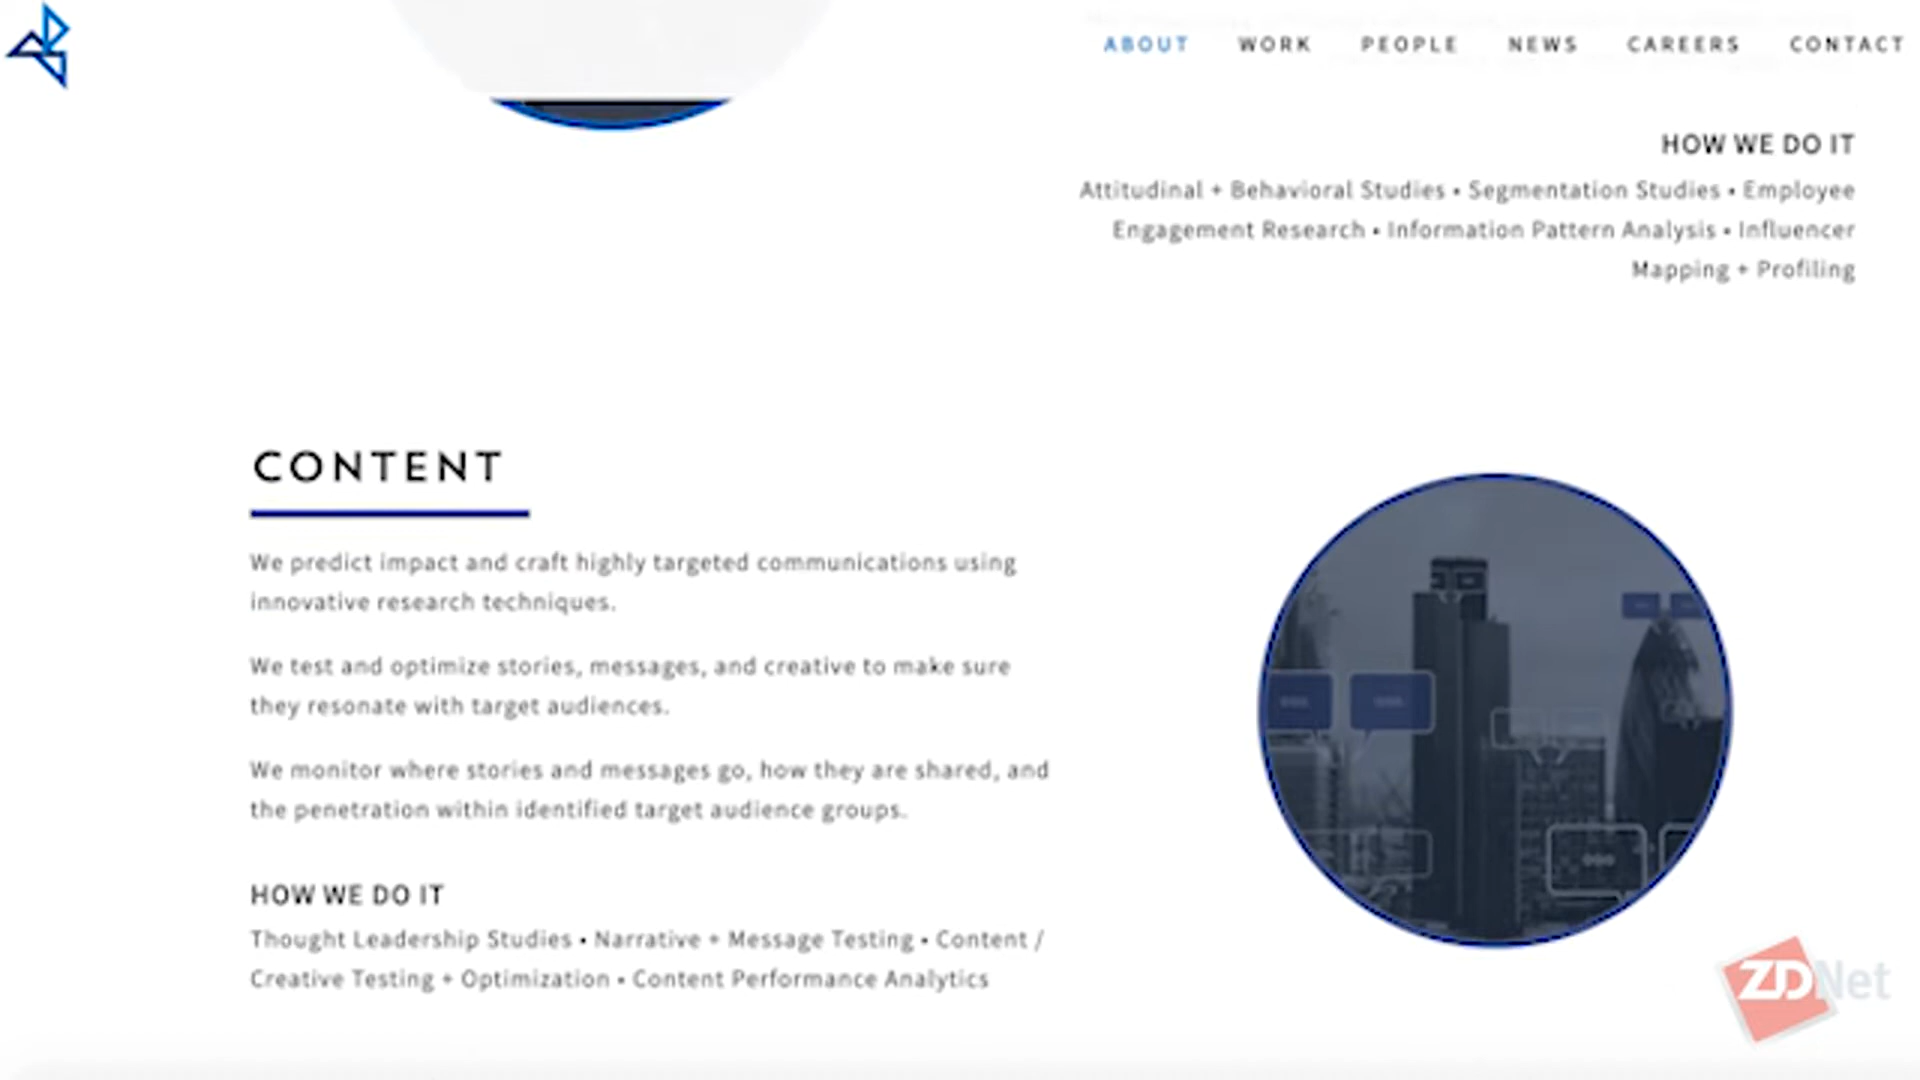 ABOUT WORK PEOPLE NEWS CAREERS CONTACT
HOW WE DO IT
Attitudinal + Behavioral Studies • Segmentation Studies • Employee
Engagement Research • Information Pattern Analysis • Influencer
Mapping + Profiling
CONTENT
We predict impact and craft highly targeted communications using
innovative research techniques.
We test and optimize stories, messages, and creative to make sure
they resonate with target audiences.
We monitor where stories and messages go, how they are shared, and
the penetration within identified target audience groups.
HOW WE DO IT
Thought Leadership Studies • Narrative + Message Testing • Content /
Creative Testing + Optimization • Content Performance Analytics
ZDNet